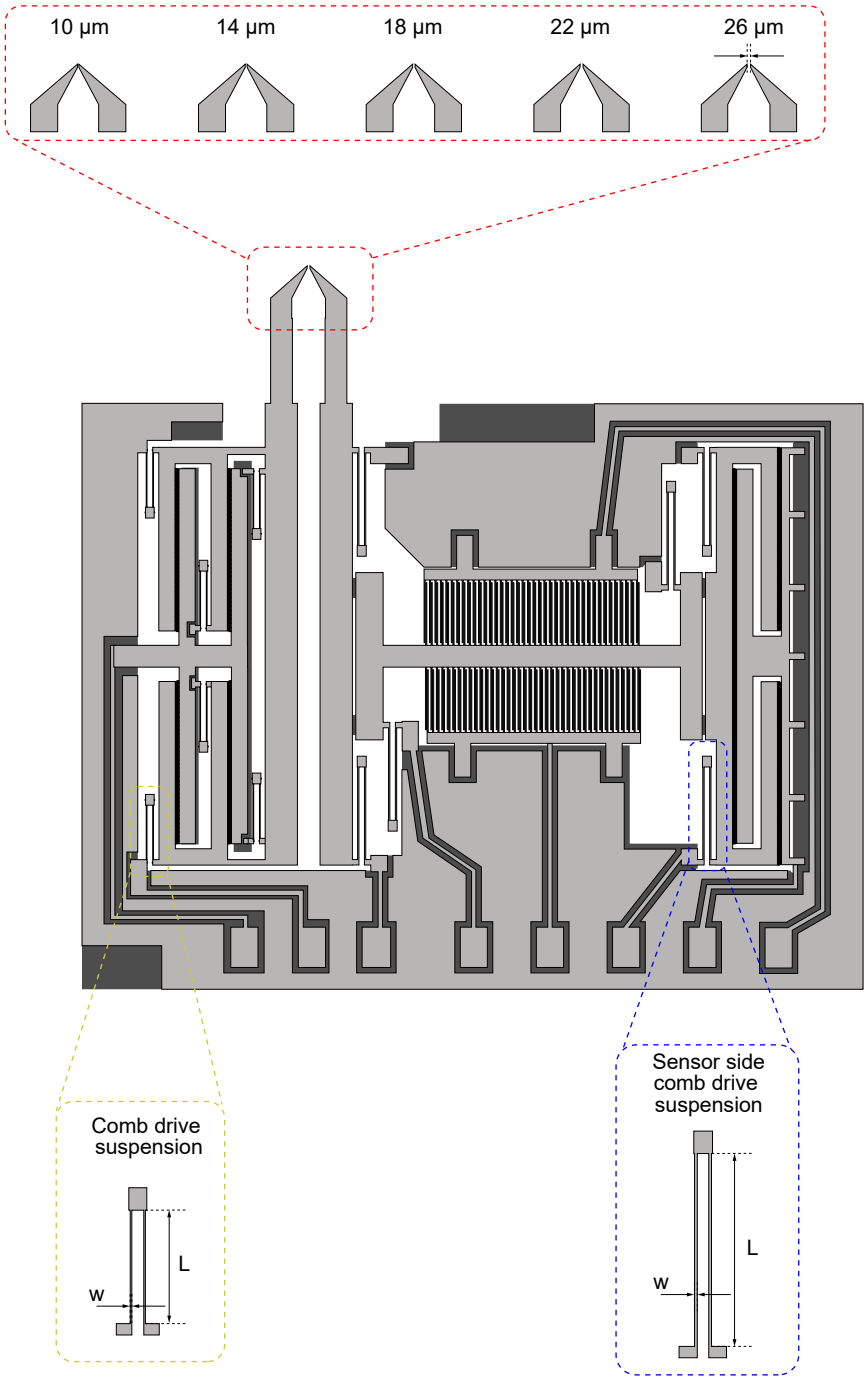 10 µm 14 µm 18 µm 22 µm 26 µm
Comb drive
suspension
L
w
Sensor side
comb drive
suspension
L
w